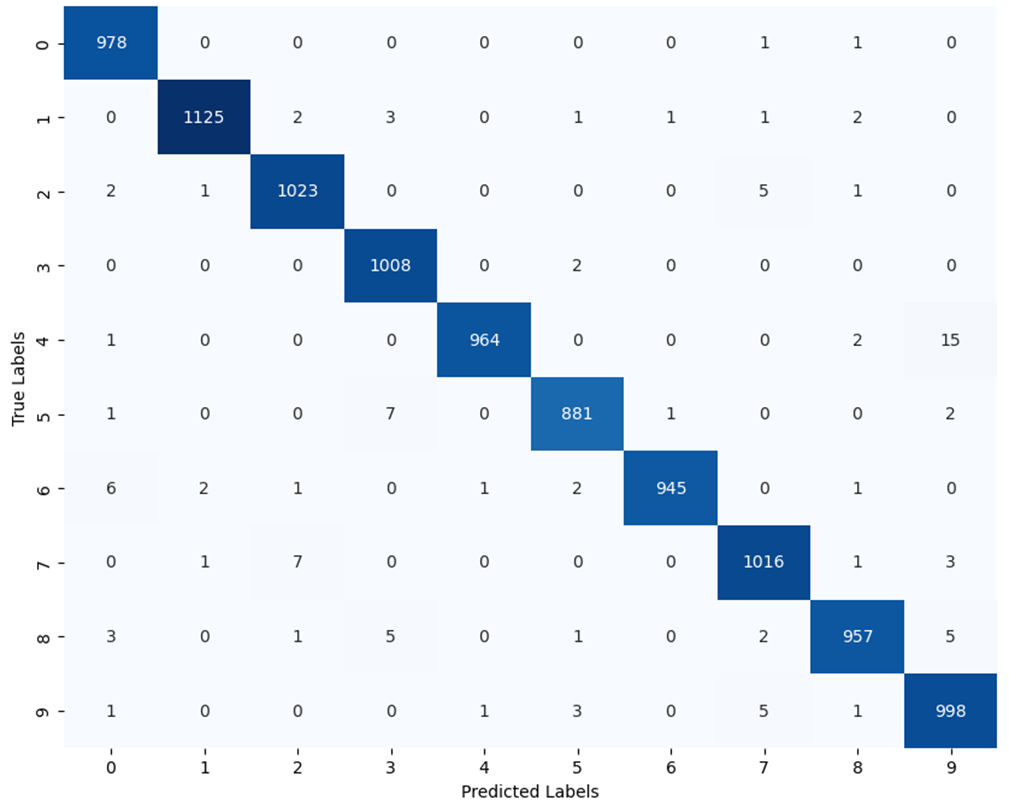 0 978 0 0 0 0 0 0 1 1 0
1 0 1125 2 3 0 1 1 1 2 0
2 2 1 1023 0 0 0 0 5 1 0
3 0 0 0 1008 0 2 0 0 0 0
4 1 0 0 0 964 0 0 0 2 15
5 1 0 0 7 0 881 1 0 0 2
6 6 2 1 0 1 2 945 0 1 0
7 0 1 7 0 0 0 0 1016 1 3
8 3 0 1 5 0 1 0 2 957 5
9 1 0 0 0 1 3 0 5 1 998
0 1 2 3 4 5 6 7 8 9
True Labels
Predicted Labels